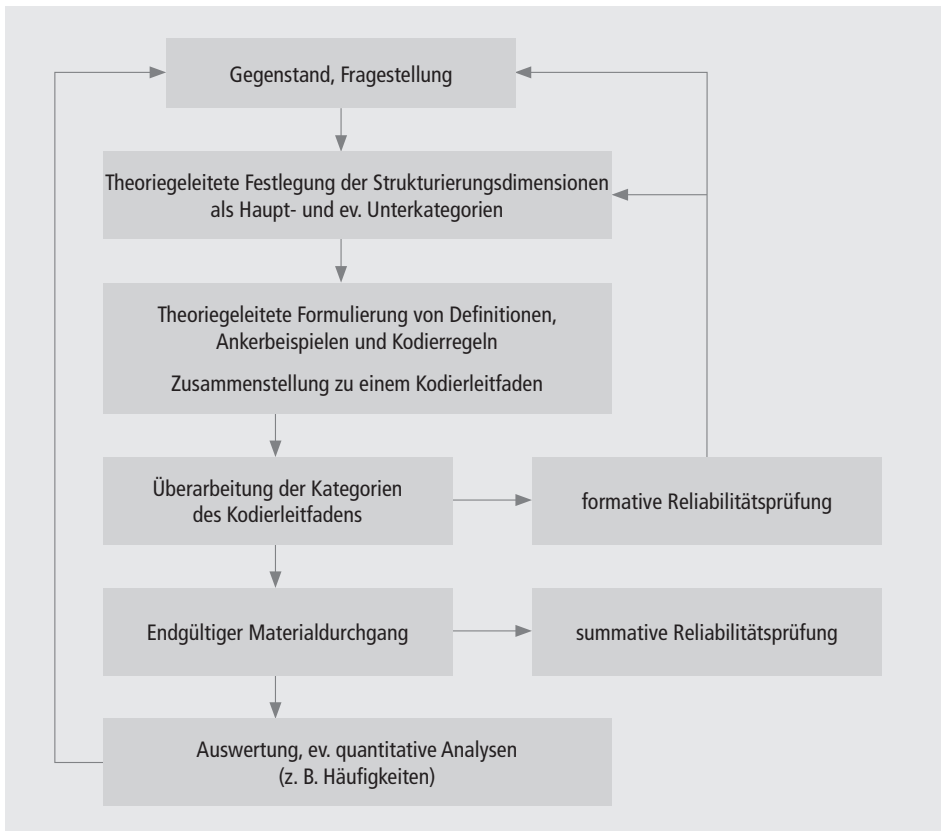 Gegenstand, Fragestellung
Theoriegeleitete Festlegung der Strukturierungsdimensionen
als Haupt- und ev. Unterkategorien
Theoriegeleitete Formulierung von Definitionen,
Ankerbeispielen und Kodierregeln
Zusammenstellung zu einem Kodierleitfaden
Überarbeitung der Kategorien
des Kodierleitfadens
formative Reliabilitätsprüfung
Endgültiger Materialdurchgang
summative Reliabilitätsprüfung
Auswertung, ev. quantitative Analysen
(z. B. Häufigkeiten)